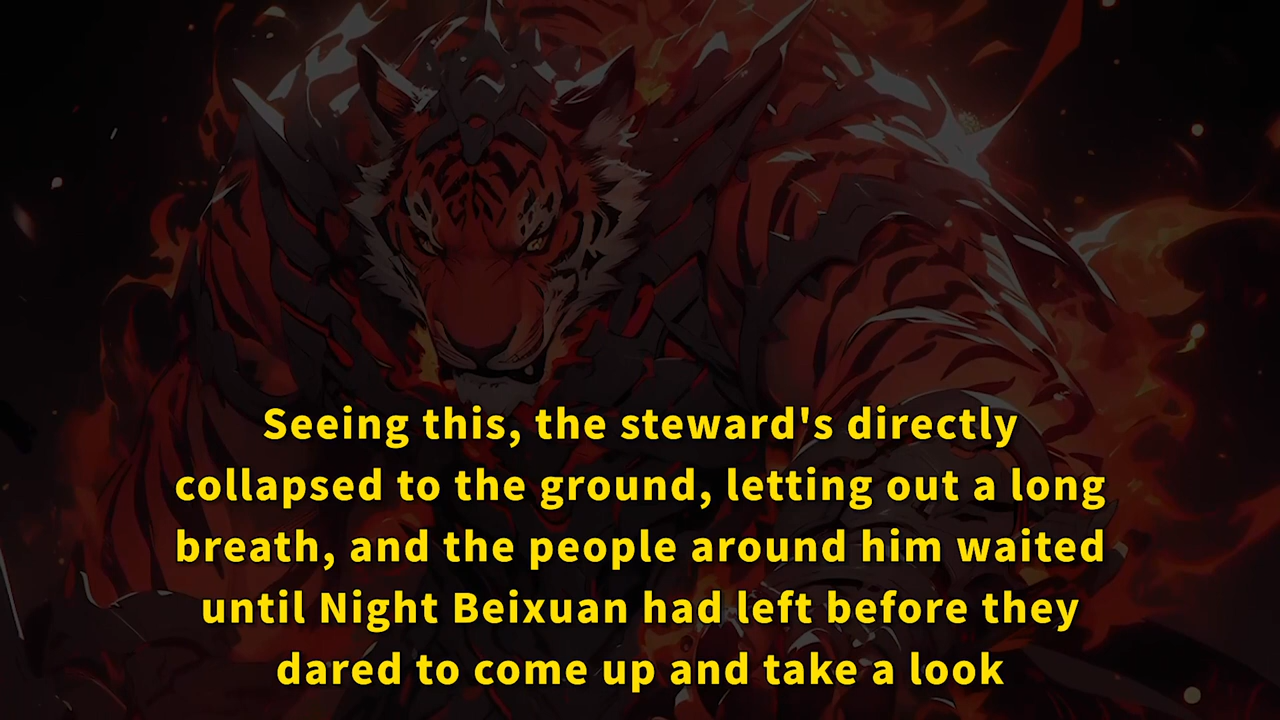 Seeing this, the steward's directly
collapsed to the ground, letting out a long
breath, and the people around him waited
until Night Beixuan had left before they
dared to come up and take a look